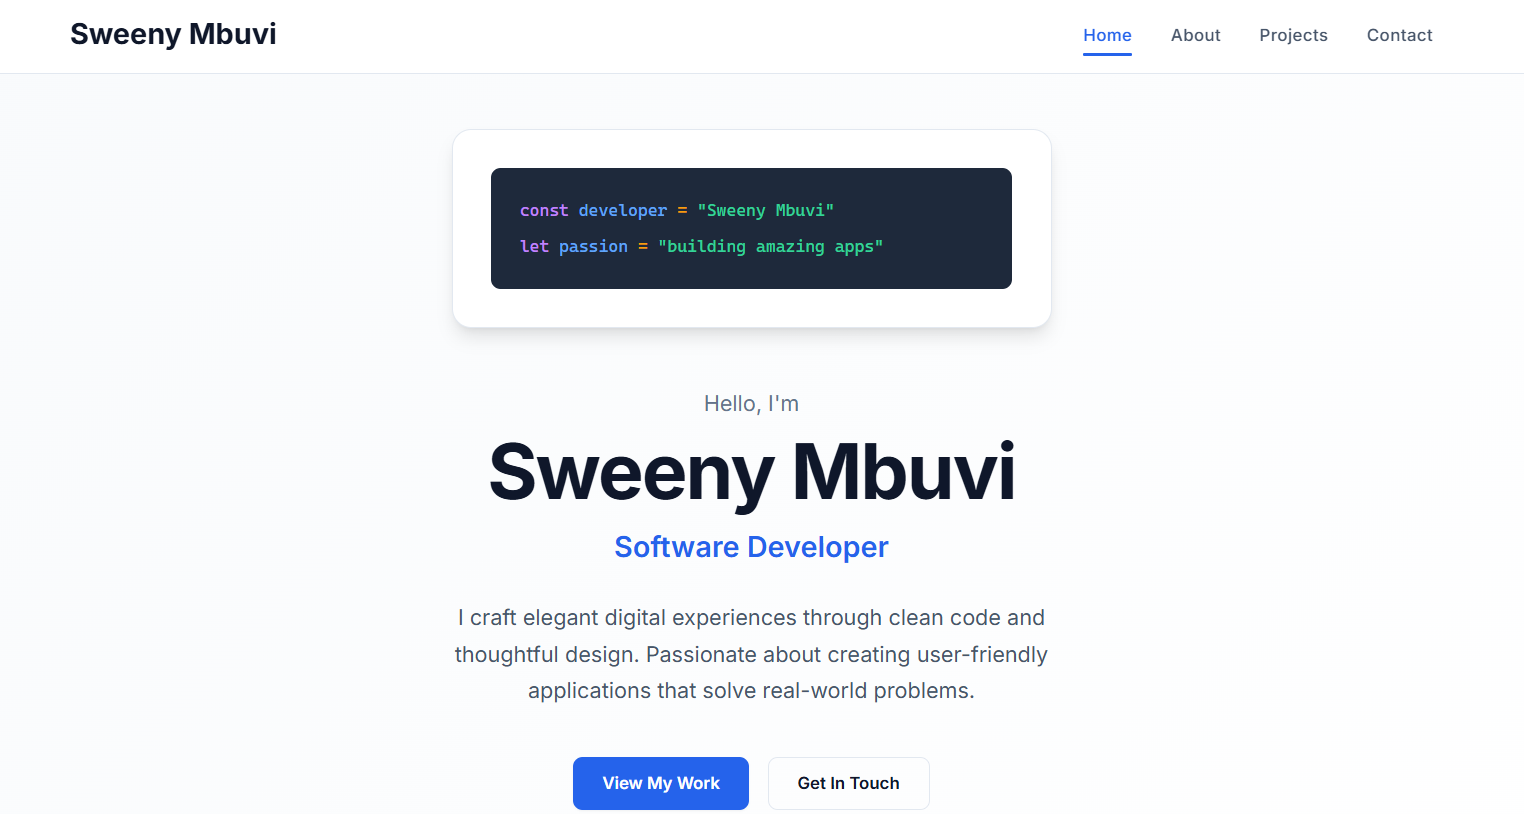 Sweeny Mbuvi
Home About Projects Contact
const developer = "Sweeny Mbuvi"
let passion = "building amazing apps"
Hello, I'm
Sweeny Mbuvi
Software Developer
I craft elegant digital experiences through clean code and
thoughtful design. Passionate about creating user-friendly
applications that solve real-world problems.
View My Work Get In Touch